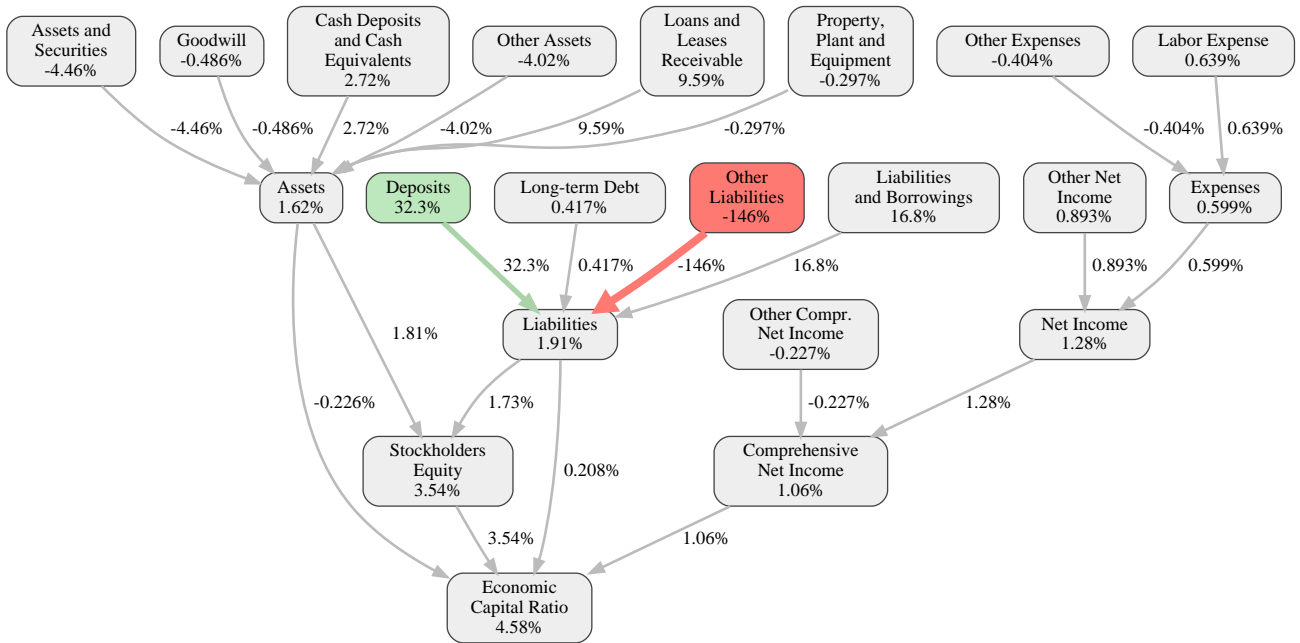 Assets and
Securities
-4.46%
Goodwill
-0.486%
Cash Deposits
and Cash
Equivalents
2.72%
Other Assets
-4.02%
Loans and
Leases
Receivable
9.59%
Property,
Plant and
Equipment
-0.297%
Other Expenses
-0.404%
Labor Expense
0.639%
-4.46%
-0.486%
2.72%
-4.02%
9.59%
-0.297%
-0.404%
0.639%
Assets
1.62%
Deposits
32.3%
Long-term Debt
0.417%
Other
Liabilities
-146%
Liabilities
and Borrowings
16.8%
Other Net
Income
0.893%
Expenses
0.599%
32.3%
0.417%
-146%
16.8%
0.893%
0.599%
1.81%
Liabilities
1.91%
Other Compr.
Net Income
-0.227%
Net Income
1.28%
-0.226%
1.73%
-0.227%
1.28%
Stockholders
Equity
3.54%
0.208%
Comprehensive
Net Income
1.06%
3.54%
1.06%
Economic
Capital Ratio
4.58%